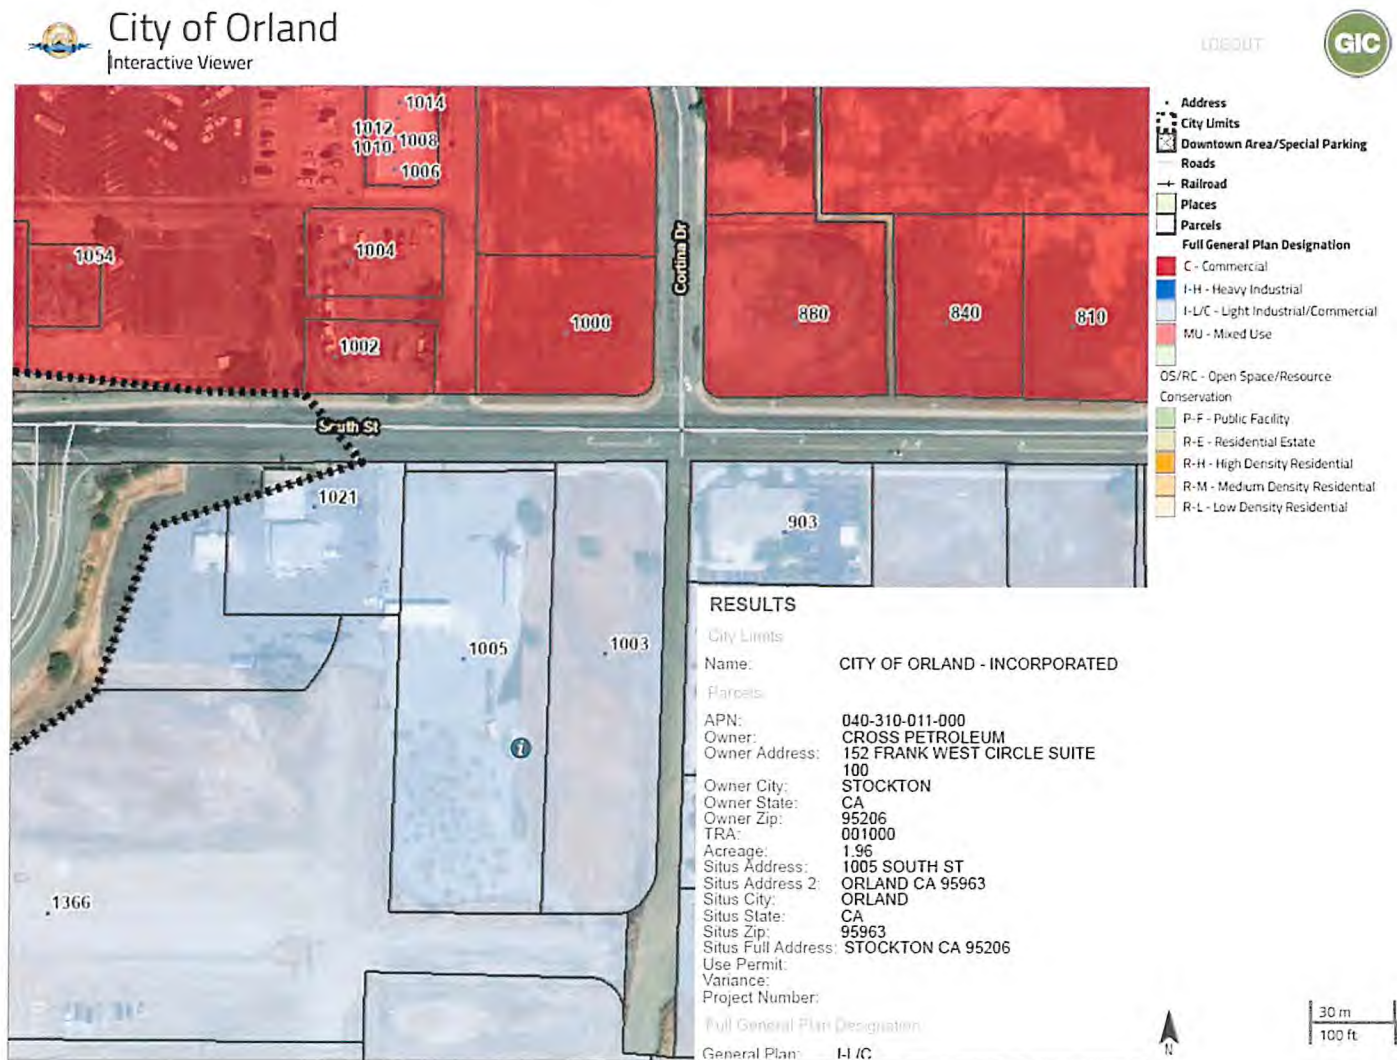 City of Orland
Interactive Viewer
LOGOUT
GIC
1014
1012
1008
1010
1006
1054
1004
1002
1000
Cortina Dr
880
840
810
South St
1021
903
1005
1003
1366
Address
City Limits
Downtown Area/Special Parking
Roads
Railroad
Places
Parcels
Full General Plan Designation
C - Commercial
I-H - Heavy Industrial
I-L/C - Light Industrial/Commercial
MU - Mixed Use
OS/RC - Open Space/Resource
Conservation
P-F - Public Facility
R-E - Residential Estate
R-H - High Density Residential
R-M - Medium Density Residential
R-L - Low Density Residential
RESULTS
City Limits
Name: CITY OF ORLAND - INCORPORATED
Parcels
APN: 040-310-011-000
Owner: CROSS PETROLEUM
Owner Address: 152 FRANK WEST CIRCLE SUITE
100
Owner City: STOCKTON
Owner State: CA
Owner Zip: 95206
TRA: 001000
Acreage: 1.96
Situs Address: 1005 SOUTH ST
Situs Address 2: ORLAND CA 95963
Situs City: ORLAND
Situs State: CA
Situs Zip: 95963
Situs Full Address: STOCKTON CA 95206
Use Permit:
Variance:
Project Number:
Full General Plan Designation
General Plan: I-L/C
N
30 m
100 ft